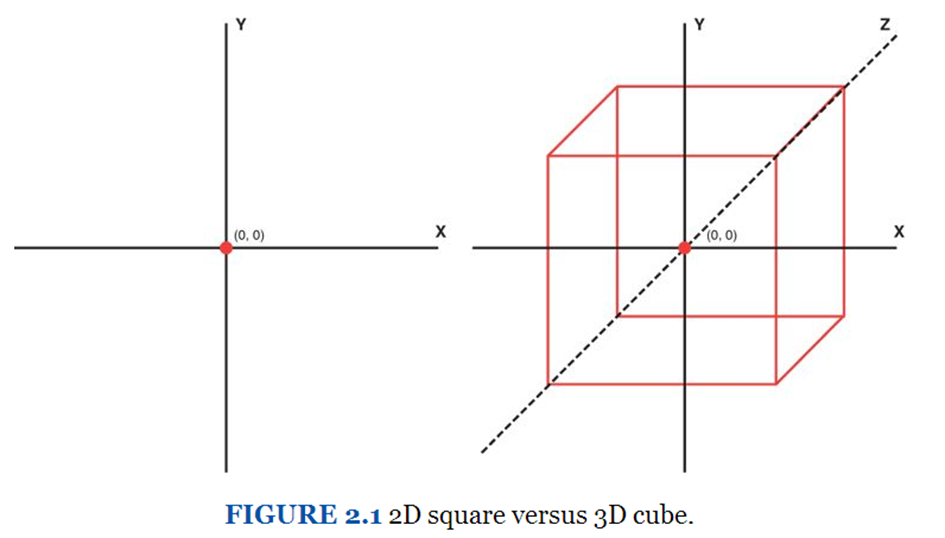 Y
(0, 0)
X
Y
Z
(0, 0)
X
FIGURE 2.1 2D square versus 3D cube.